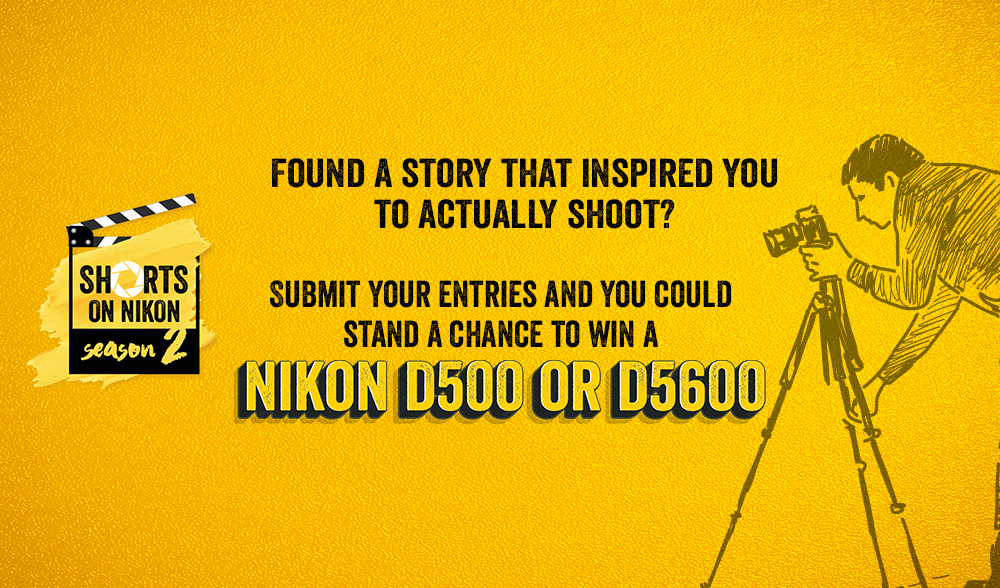 FOUND A STORY THAT INSPIRED YOU
TO ACTUALLY SHOOT?
SHORTS
ON NIKON
season 2
SUBMIT YOUR ENTRIES AND YOU COULD
STAND A CHANCE TO WIN A
NIKON D500 OR D5600